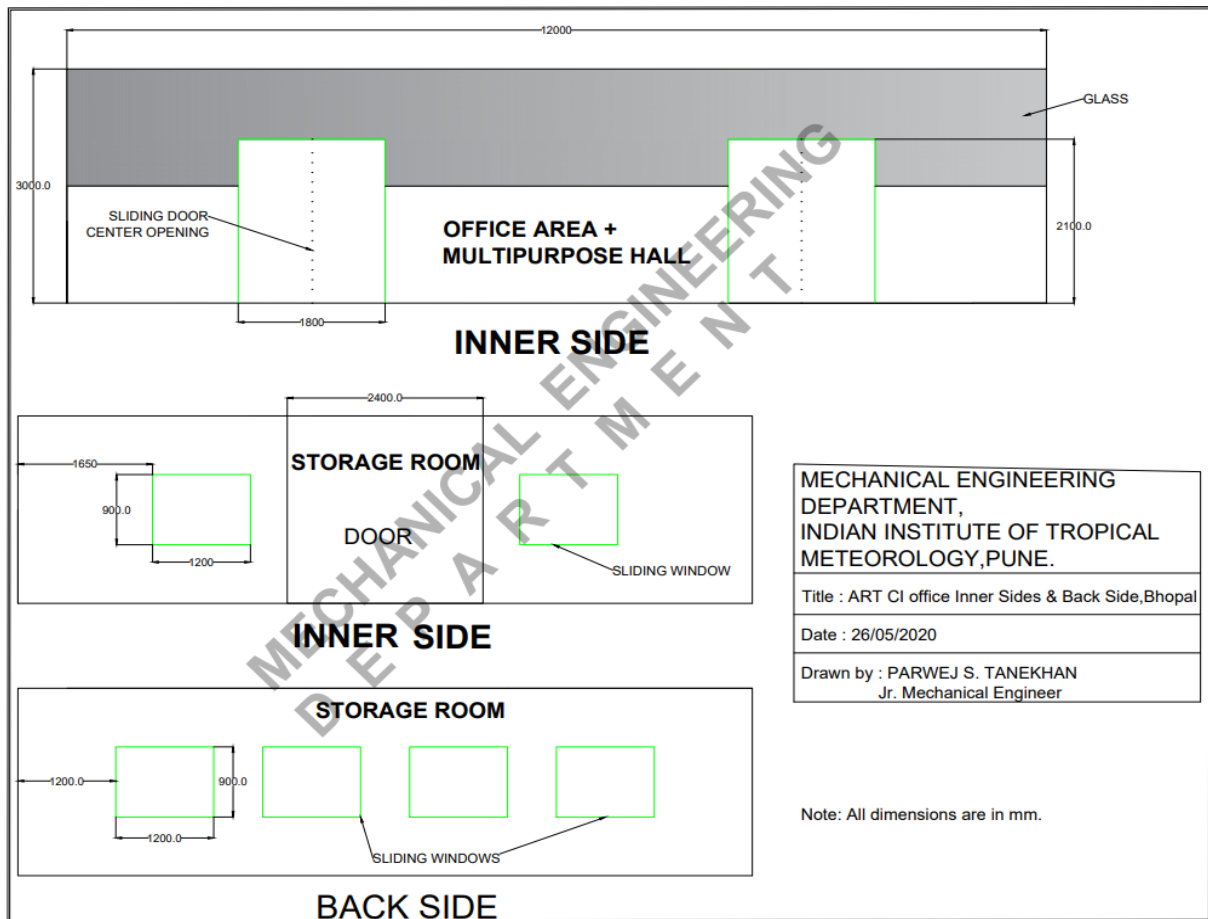 12000
GLASS
3000.0
SLIDING DOOR
CENTER OPENING
OFFICE AREA +
MULTIPURPOSE HALL
2100.0
1800
INNER SIDE
2400.0
STORAGE ROOM
1650
900.0
DOOR
1200
SLIDING WINDOW
INNER SIDE
MECHANICAL ENGINEERING
DEPARTMENT
MECHANICAL ENGINEERING
DEPARTMENT,
INDIAN INSTITUTE OF TROPICAL
METEOROLOGY,PUNE.
Title : ART CI office Inner Sides & Back Side,Bhopal
Date : 26/05/2020
Drawn by : PARWEJ S. TANEKHAN
Jr. Mechanical Engineer
STORAGE ROOM
1200.0
900.0
1200.0
SLIDING WINDOWS
BACK SIDE
Note: All dimensions are in mm.